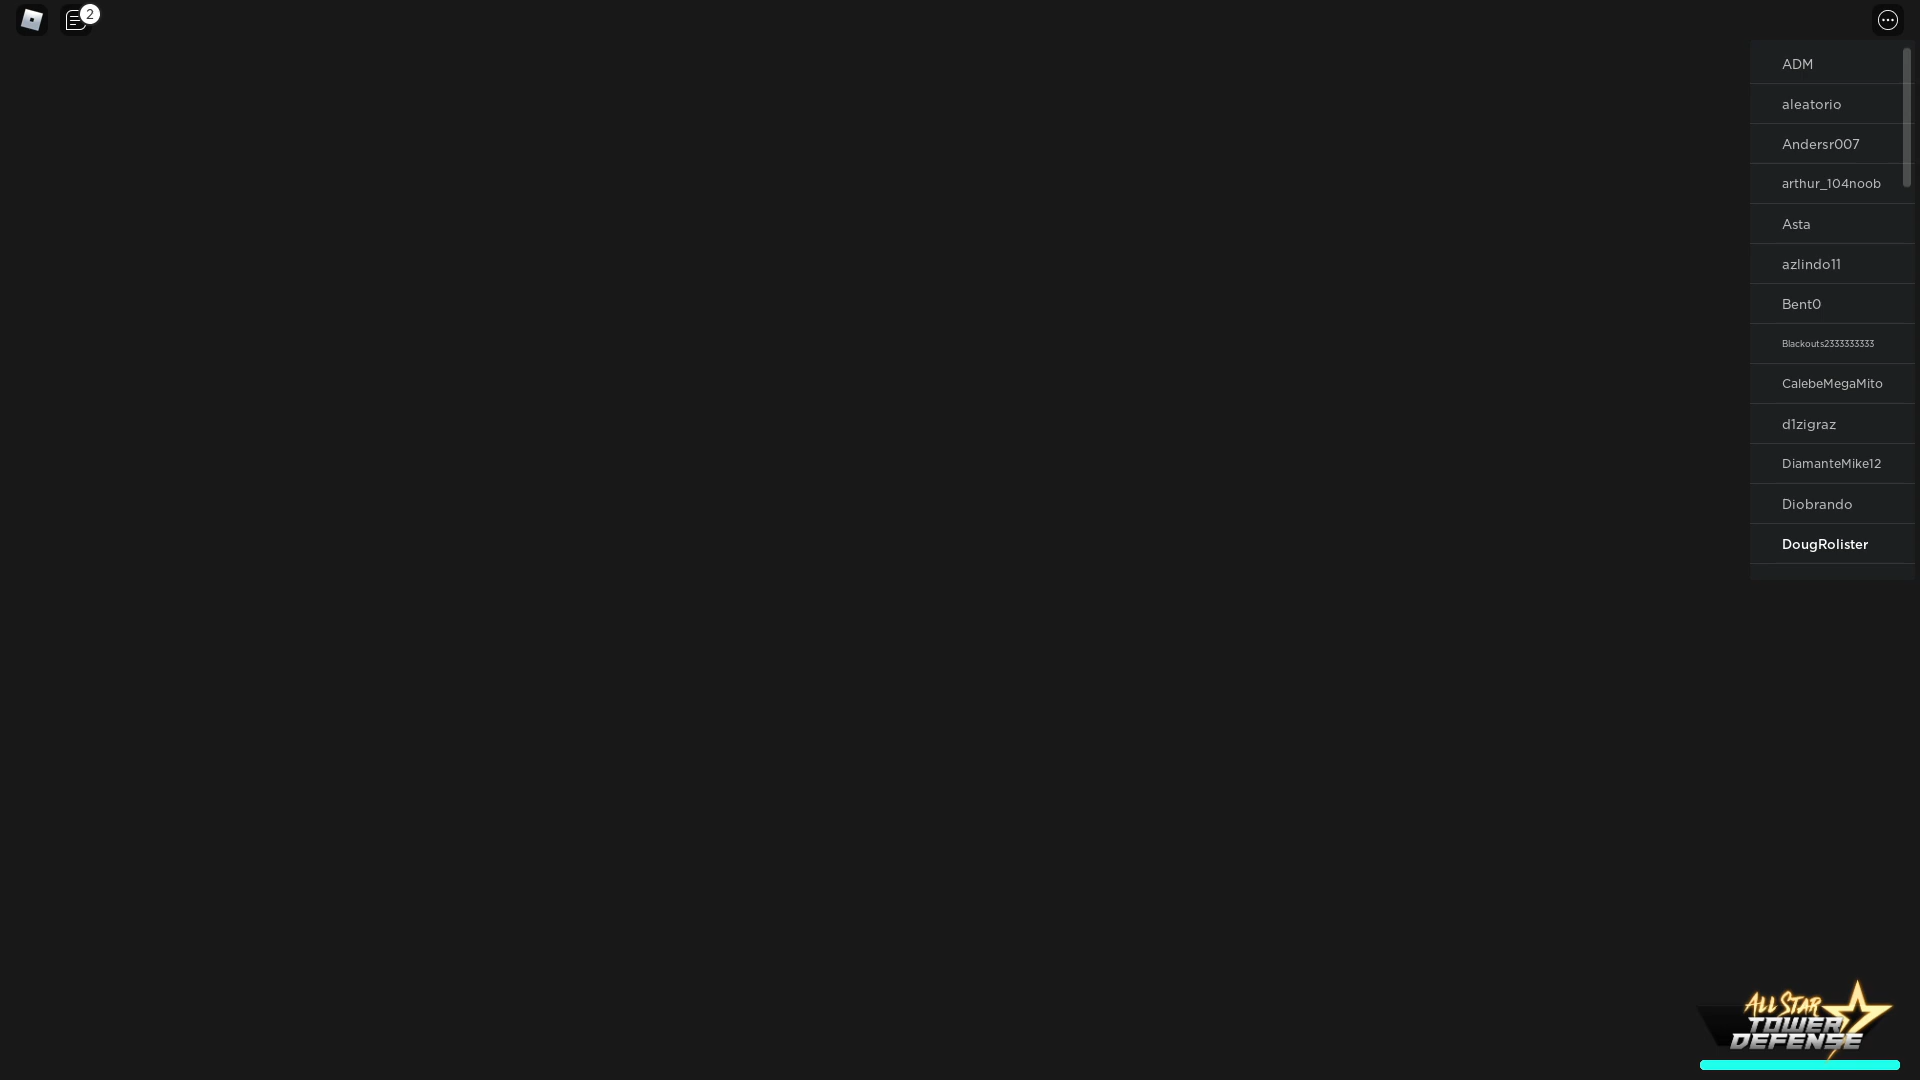 2
ADM
aleatorio
Andersr007
arthur_104noob
Asta
azlindo11
Bent0
Blackouts2333333333
CalebeMegaMito
d1zigraz
DiamanteMike12
Diobrando
DougRolister
ALL STAR
TOWER
DEFENSE